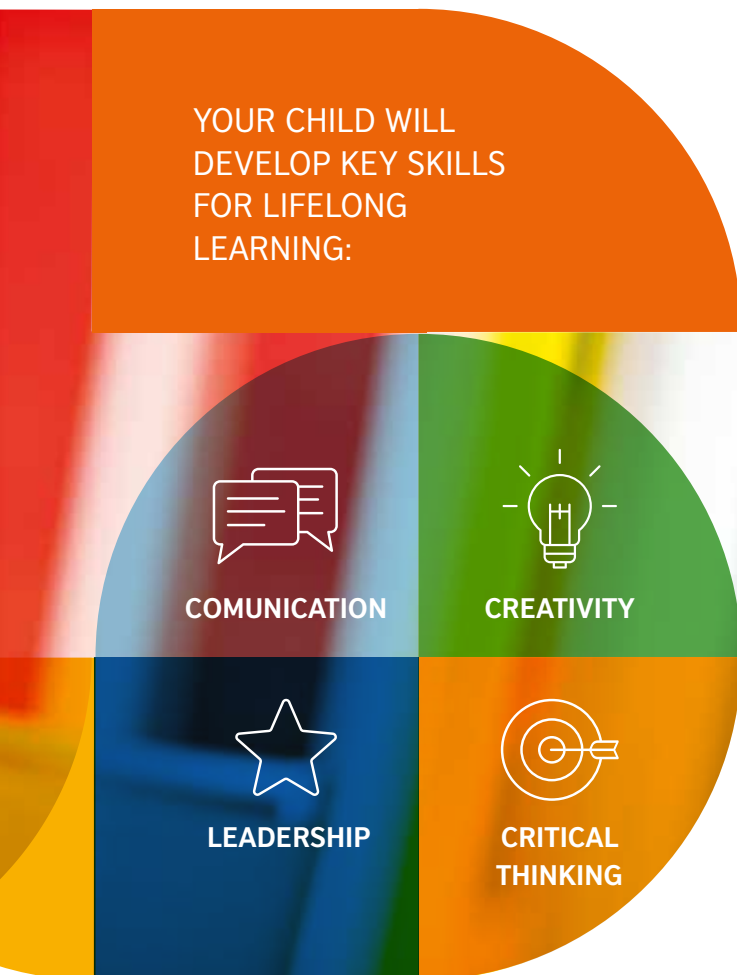 YOUR CHILD WILL
DEVELOP KEY SKILLS
FOR LIFELONG
LEARNING:
COMUNICATION
CREATIVITY
LEADERSHIP
CRITICAL
THINKING